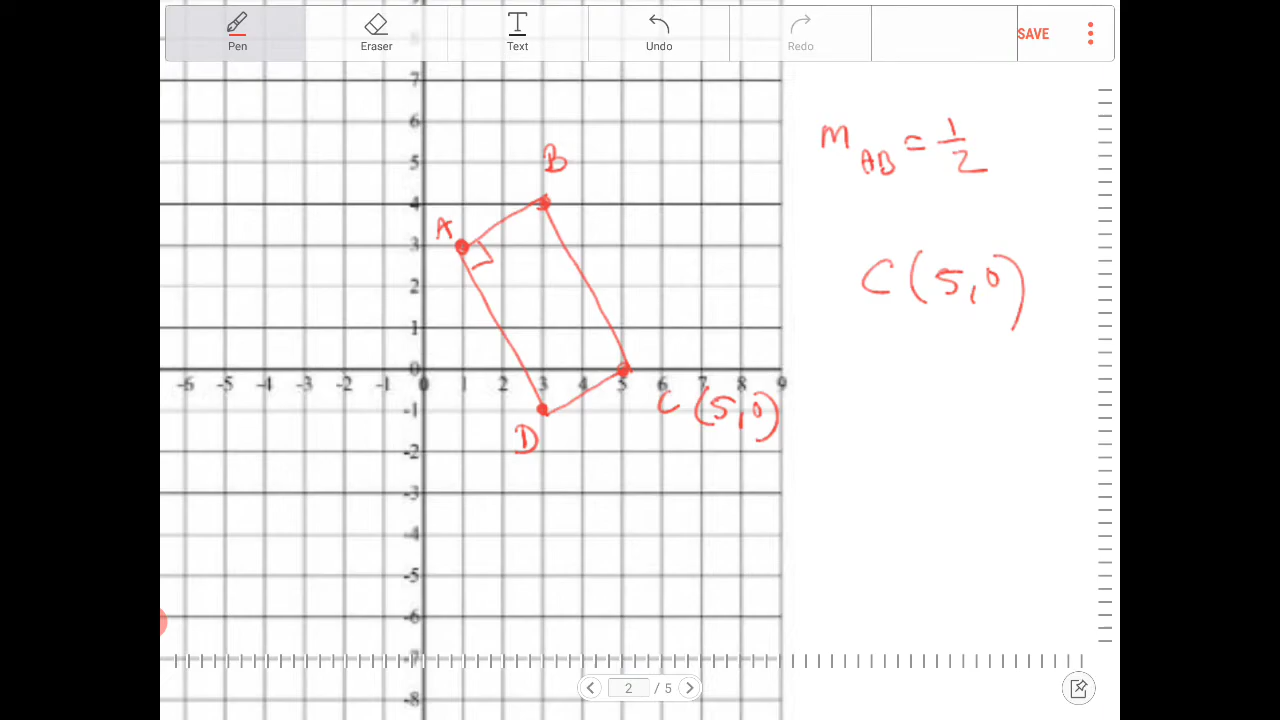 Pen Eraser Text Undo Redo SAVE
7
6
5
4
3
2
1
0
-6 -5 -4 -3 -2 -1 0 1 2 3 4 5 6 7 8 9
-1
-2
-3
-4
-5
-6
-7
-8
B
A
D
C (5,0)
M AB = 1/2
C (5,0)
2 / 5